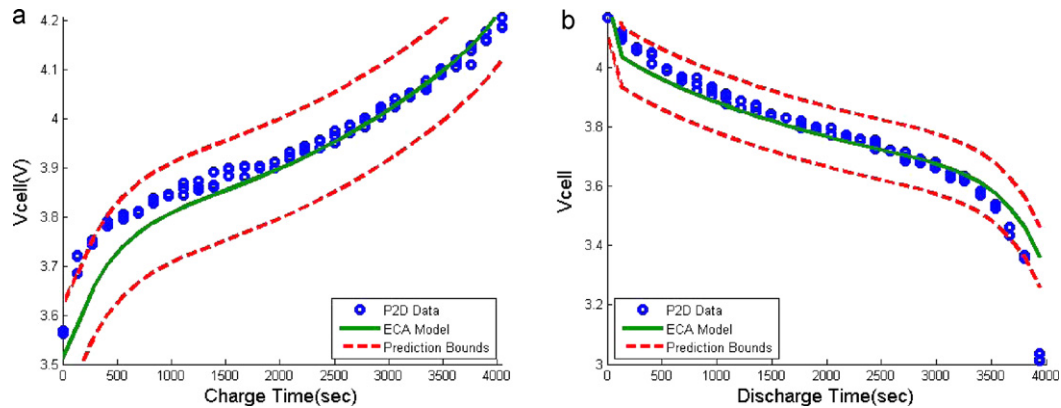 a
Vcell(V)
4.2
4.1
4
3.9
3.8
3.7
3.6
3.5
0 500 1000 1500 2000 2500 3000 3500 4000
Charge Time(sec)
P2D Data
ECA Model
Prediction Bounds
b
Vcell
4
3.8
3.6
3.4
3.2
3
0 500 1000 1500 2000 2500 3000 3500 4000
Discharge Time(sec)
P2D Data
ECA Model
Prediction Bounds